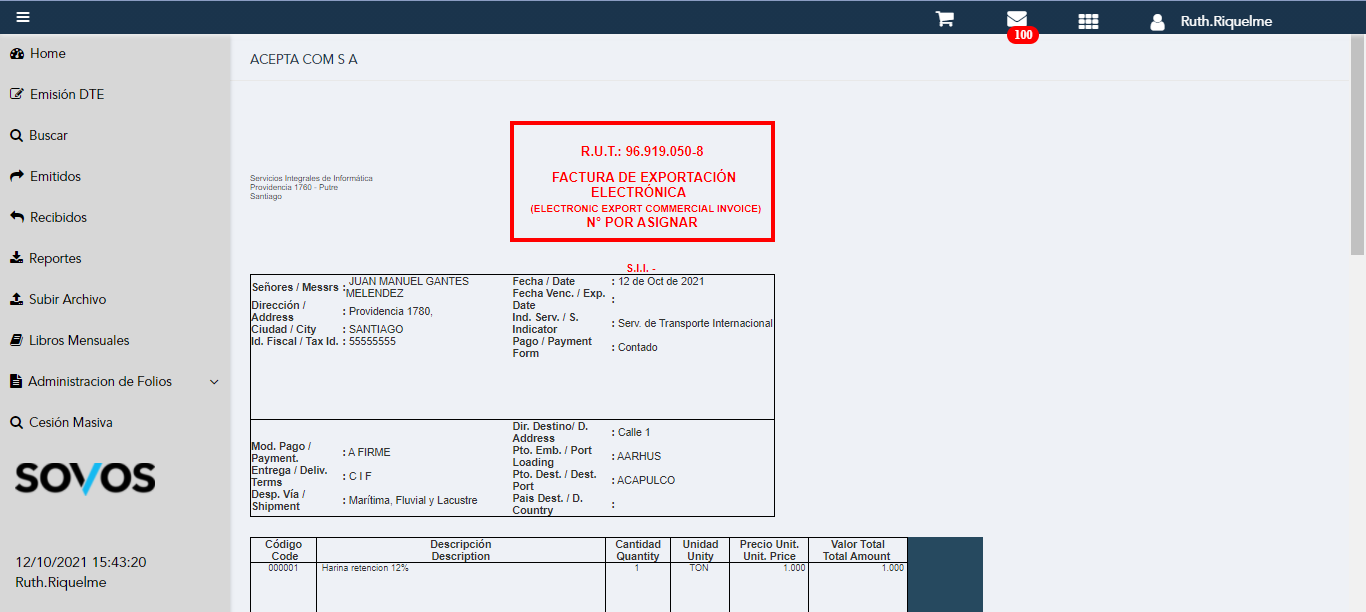 Ruth.Riquelme
100
Home
Emisión DTE
Buscar
Emitidos
Recibidos
Reportes
Subir Archivo
Libros Mensuales
Administracion de Folios
Cesión Masiva
SOVOS
12/10/2021 15:43:20
Ruth.Riquelme
ACEPTA COM S A
Servicios Integrales de Informática
Providencia 1760 - Putre
Santiago
R.U.T.: 96.919.050-8
FACTURA DE EXPORTACIÓN
ELECTRÓNICA
(ELECTRONIC EXPORT COMMERCIAL INVOICE)
N° POR ASIGNAR
S.I.I. -
Señores / Messrs : JUAN MANUEL GANTES
MELENDEZ
Dirección /
Address : Providencia 1780,
Ciudad / City : SANTIAGO
Id. Fiscal / Tax Id. : 55555555
Fecha / Date : 12 de Oct de 2021
Fecha Venc. / Exp.
Date :
Ind. Serv. / S.
Indicator : Serv. de Transporte Internacional
Pago / Payment
Form : Contado
Mod. Pago /
Payment. : A FIRME
Entrega / Deliv.
Terms : C I F
Desp. Vía /
Shipment : Marítima, Fluvial y Lacustre
Dir. Destino/ D.
Address : Calle 1
Pto. Emb. / Port
Loading : AARHUS
Pto. Dest. / Dest.
Port : ACAPULCO
Pais Dest. / D.
Country :
Código Descripción Cantidad Unidad Precio Unit. Valor Total
Code Description Quantity Unity Unit. Price Total Amount
000001 Harina retencion 12% 1 TON 1.000 1.000